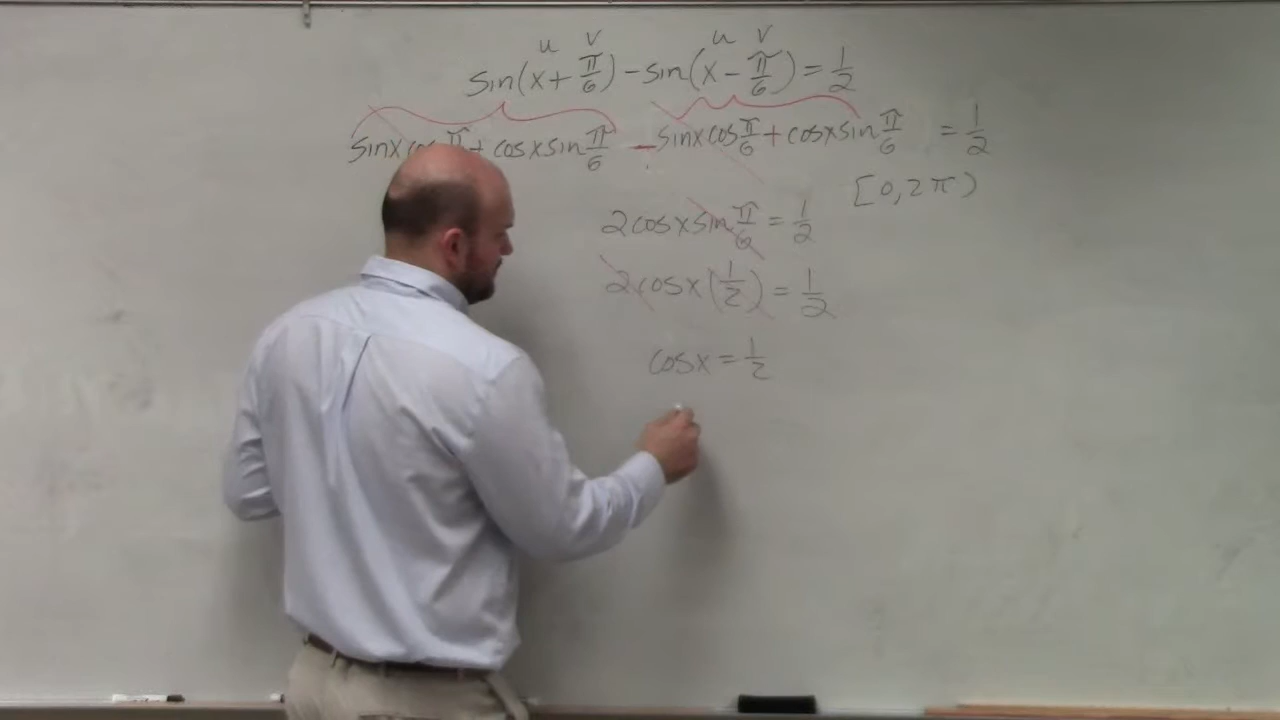 u v u v
sin(x + π/6) - sin(x - π/6) = 1/2
sinx cos π/6 + cosx sin π/6 - sinx cos π/6 + cosx sin π/6 = 1/2
[0, 2π)
2cosx sin π/6 = 1/2
2cosx (1/2) = 1/2
cosx = 1/2